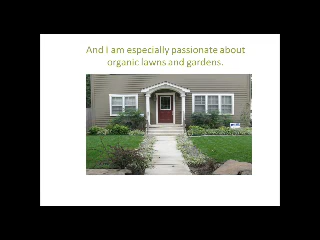 And I am especially passionate about
organic lawns and gardens.